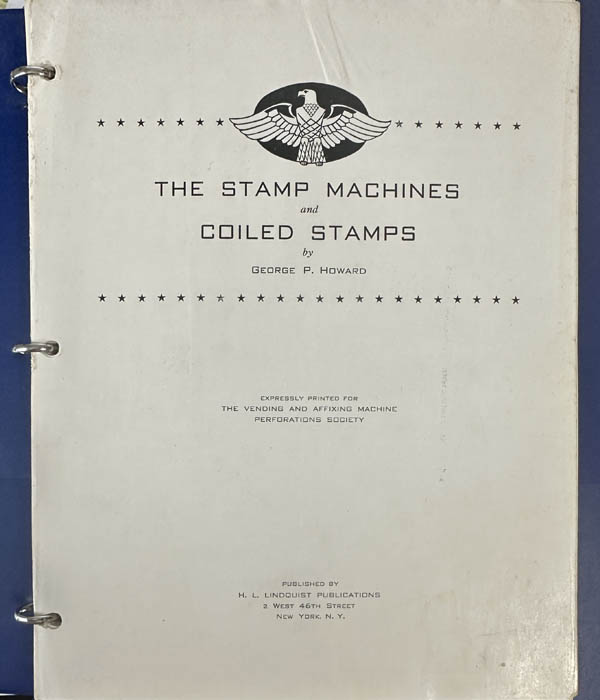 THE STAMP MACHINES
and
COILED STAMPS
by
GEORGE P. HOWARD
EXPRESSLY PRINTED FOR
THE VENDING AND AFFIXING MACHINE
PERFORATIONS SOCIETY
PUBLISHED BY
H. L. LINDQUIST PUBLICATIONS
2 WEST 46TH STREET
NEW YORK, N. Y.